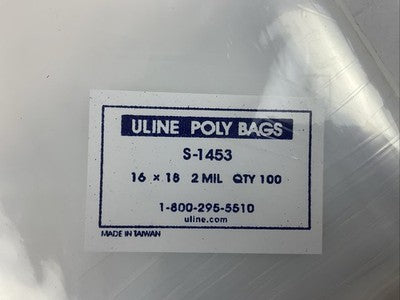 ULINE POLY BAGS
S-1453
16 x 18 2 MIL QTY 100
1-800-295-5510
uline.com
MADE IN TAIWAN